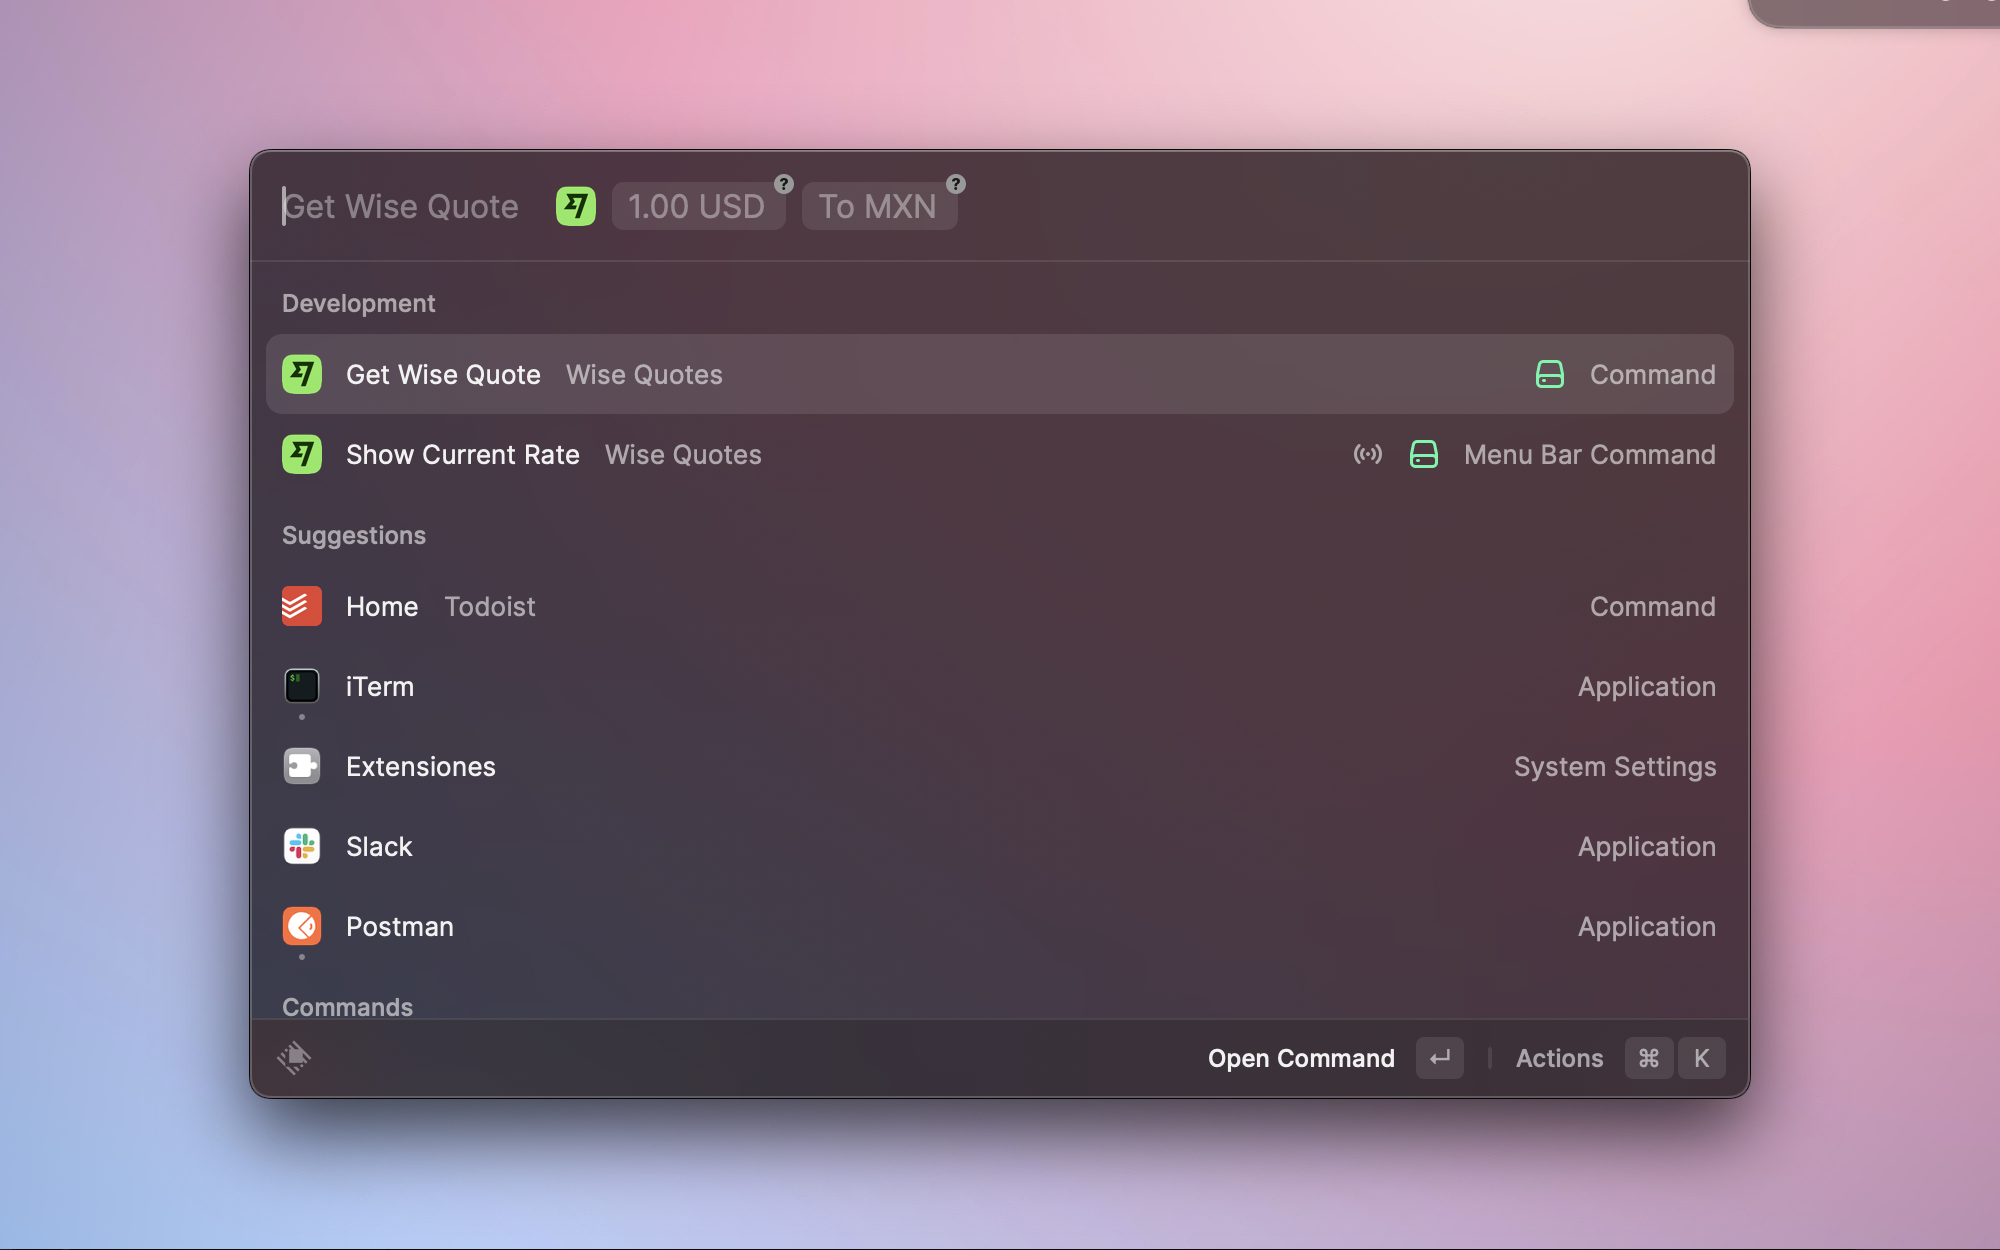 Get Wise Quote 1.00 USD ? To MXN ?
Development
Get Wise Quote Wise Quotes Command
Show Current Rate Wise Quotes Menu Bar Command
Suggestions
Home Todoist Command
iTerm Application
Extensiones System Settings
Slack Application
Postman Application
Commands
Open Command ↵ Actions ⌘ K